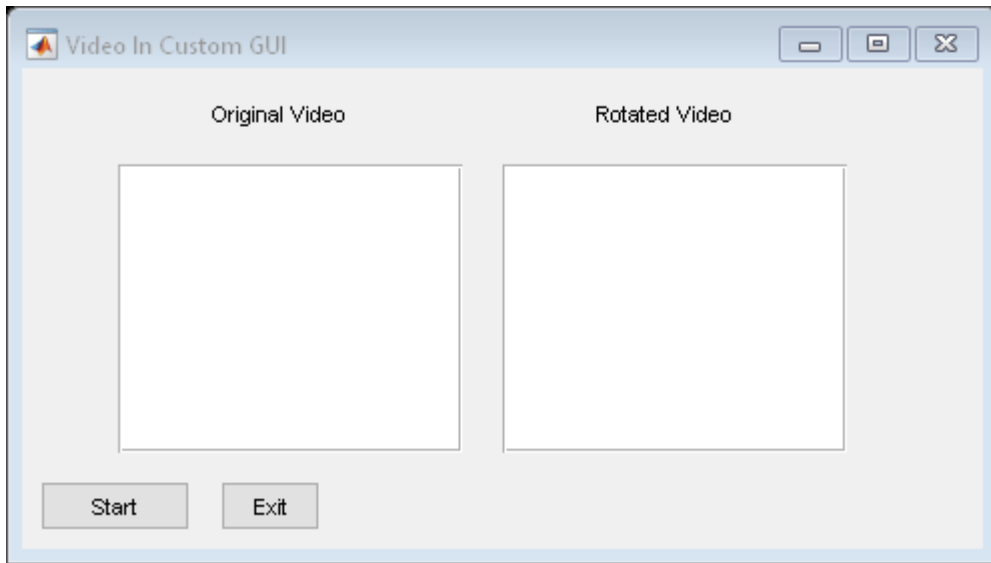 Video In Custom GUI
Original Video
Rotated Video
Start
Exit